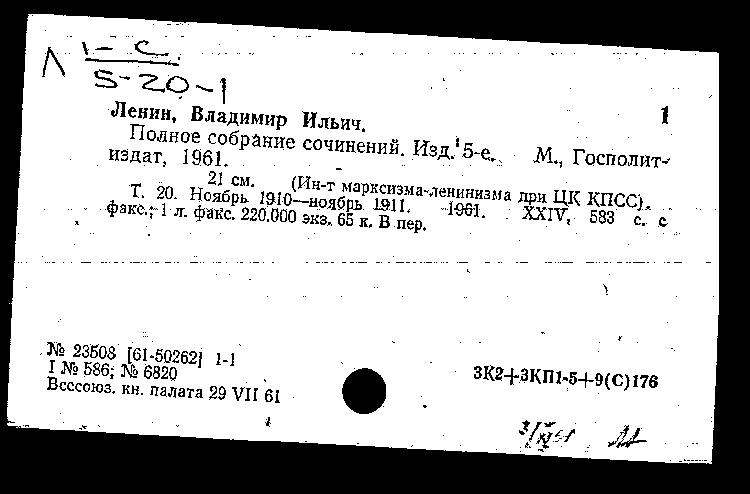 Л 1-С
5-20-1
Ленин, Владимир Ильич. 1
Полное собрание сочинений. Изд. 5-е. М., Госполит-
издат, 1961.
21 см. (Ин-т марксизма-ленинизма при ЦК КПСС).
Т. 20. Ноябрь 1910—ноябрь 1911. 1961. XXIV, 583 с. с
факс.; 1 л. факс. 220.000 экз. 65 к. В пер.
№ 23508 [61-50262] 1-1
I № 586; № 6820
Всесоюз. кн. палата 29 VII 61
3К2+3КП1-5+9(С)176